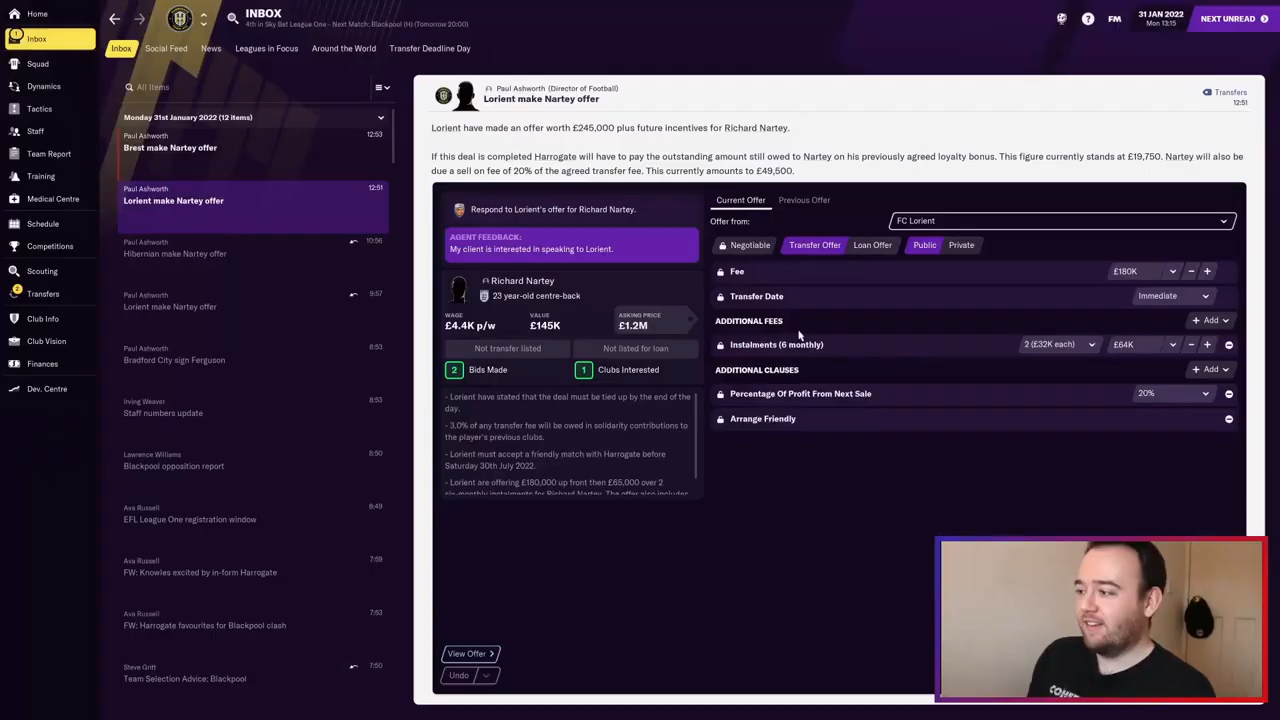 Home
INBOX
4th in Sky Bet League One - Next Match: Blackpool (H) (Tomorrow 20:00)
FM
31 JAN 2022
Mon 13:15
NEXT UNREAD
1
Inbox
Inbox
Social Feed
News
Leagues in Focus
Around the World
Transfer Deadline Day
Squad
Dynamics
Tactics
Staff
Team Report
Training
Medical Centre
Schedule
Competitions
Scouting
2
Transfers
Club Info
Club Vision
Finances
Dev. Centre
All Items
Monday 31st January 2022 (12 items)
Paul Ashworth
12:53
Brest make Nartey offer
Paul Ashworth
12:51
Lorient make Nartey offer
Paul Ashworth
10:56
Hibernian make Nartey offer
Paul Ashworth
9:57
Lorient make Nartey offer
Paul Ashworth
8:53
Bradford City sign Ferguson
Irving Weaver
8:53
Staff numbers update
Lawrence Williams
8:50
Blackpool opposition report
Ava Russell
8:49
EFL League One registration window
Ava Russell
7:59
FW: Knowles excited by in-form Harrogate
Ava Russell
7:53
FW: Harrogate favourites for Blackpool clash
Steve Gritt
7:50
Team Selection Advice: Blackpool
Paul Ashworth (Director of Football)
Lorient make Nartey offer
Transfers
12:51
Lorient have made an offer worth £245,000 plus future incentives for Richard Nartey.
If this deal is completed Harrogate will have to pay the outstanding amount still owed to Nartey on his previously agreed loyalty bonus. This figure currently stands at £19,750. Nartey will also be
due a sell on fee of 20% of the agreed transfer fee. This currently amounts to £49,500.
Respond to Lorient's offer for Richard Nartey.
AGENT FEEDBACK:
My client is interested in speaking to Lorient.
Richard Nartey
23 year-old centre-back
WAGE
£4.4K p/w
VALUE
£145K
ASKING PRICE
£1.2M
Not transfer listed
Not listed for loan
2 Bids Made
1 Clubs Interested
- Lorient have stated that the deal must be tied up by the end of the
day.
- 3.0% of any transfer fee will be owed in solidarity contributions to
the player's previous clubs.
- Lorient must accept a friendly match with Harrogate before
Saturday 30th July 2022.
- Lorient are offering £180,000 up front then £65,000 over 2
six-monthly instalments for Richard Nartey. The offer also includes
View Offer
Undo
Current Offer
Previous Offer
Offer from:
FC Lorient
Negotiable
Transfer Offer
Loan Offer
Public
Private
Fee
£180K
Transfer Date
Immediate
ADDITIONAL FEES
+ Add
Instalments (6 monthly)
2 (£32K each)
£64K
ADDITIONAL CLAUSES
+ Add
Percentage Of Profit From Next Sale
20%
Arrange Friendly